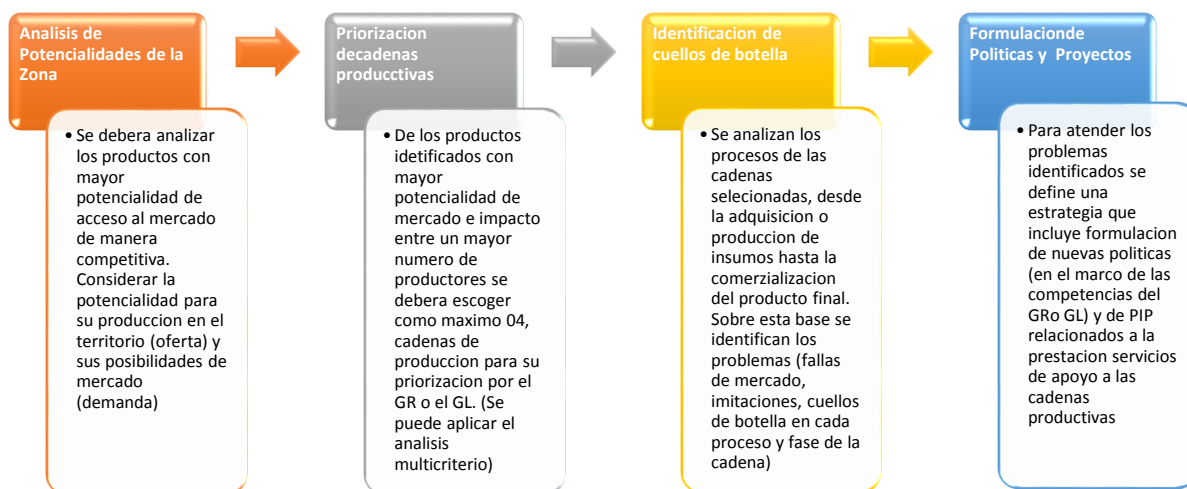 Analisis de
Potencialidades de la
Zona
• Se debera analizar
los productos con
mayor
potencialidad de
acceso al mercado
de manera
competitiva.
Considerar la
potencialidad para
su produccion en el
territorio (oferta) y
sus posibilidades de
mercado
(demanda)
Priorizacion
decadenas
producctivas
• De los productos
idetificados con
mayor
potencialidad de
mercado e impacto
entre un mayor
numero de
productores se
debera escoger
como maximo 04,
cadenas de
produccion para su
priorizacion por el
GR o el GL. (Se
puede aplicar el
analisis
multicriterio)
Identificacion de
cuellos de botella
• Se analizan los
procesos de las
cadenas
selecionadas, desde
la adquisicion o
produccion de
insumos hasta la
comerzializacion
del producto final.
Sobre esta base se
identifican los
problemas (fallas
de mercado,
imitaciones, cuellos
de botella en cada
proceso y fase de la
cadena)
Formulacionde
Politicas y Proyectos
• Para atender los
problemas
identificados se
define una
estrategia que
incluye formulacion
de nuevas politicas
(en el marco de las
competencias del
GRo GL) y de PIP
relacionados a la
prestacion servicios
de apoyo a las
cadenas
productivas